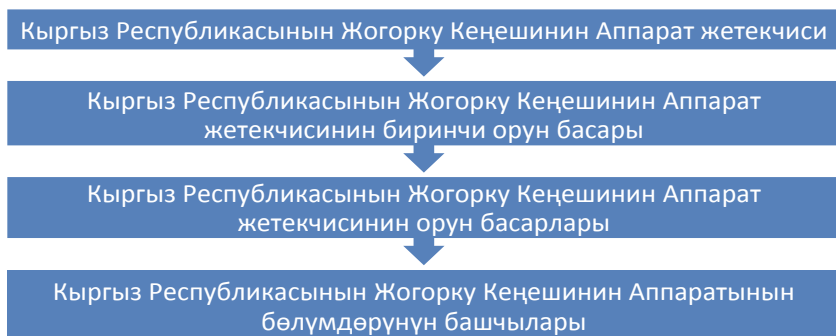 Кыргыз Республикасынын Жогорку Кеңешинин Аппарат жетекчиси
Кыргыз Республикасынын Жогорку Кеңешинин Аппарат
жетекчисинин биринчи орун басары
Кыргыз Республикасынын Жогорку Кеңешинин Аппарат
жетекчисинин орун басарлары
Кыргыз Республикасынын Жогорку Кеңешинин Аппаратынын
бөлүмдөрүнүн башчылары